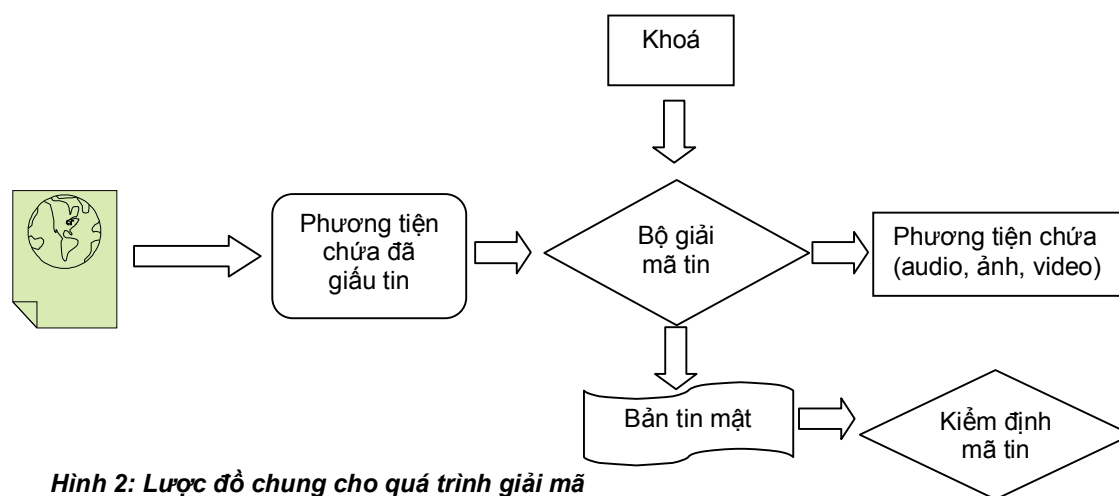 Khoá
Phương tiện
chứa đã
giấu tin
Bộ giải
mã tin
Phương tiện chứa
(audio, ảnh, video)
Bản tin mật
Kiểm định
mã tin
Hình 2: Lược đồ chung cho quá trình giải mã